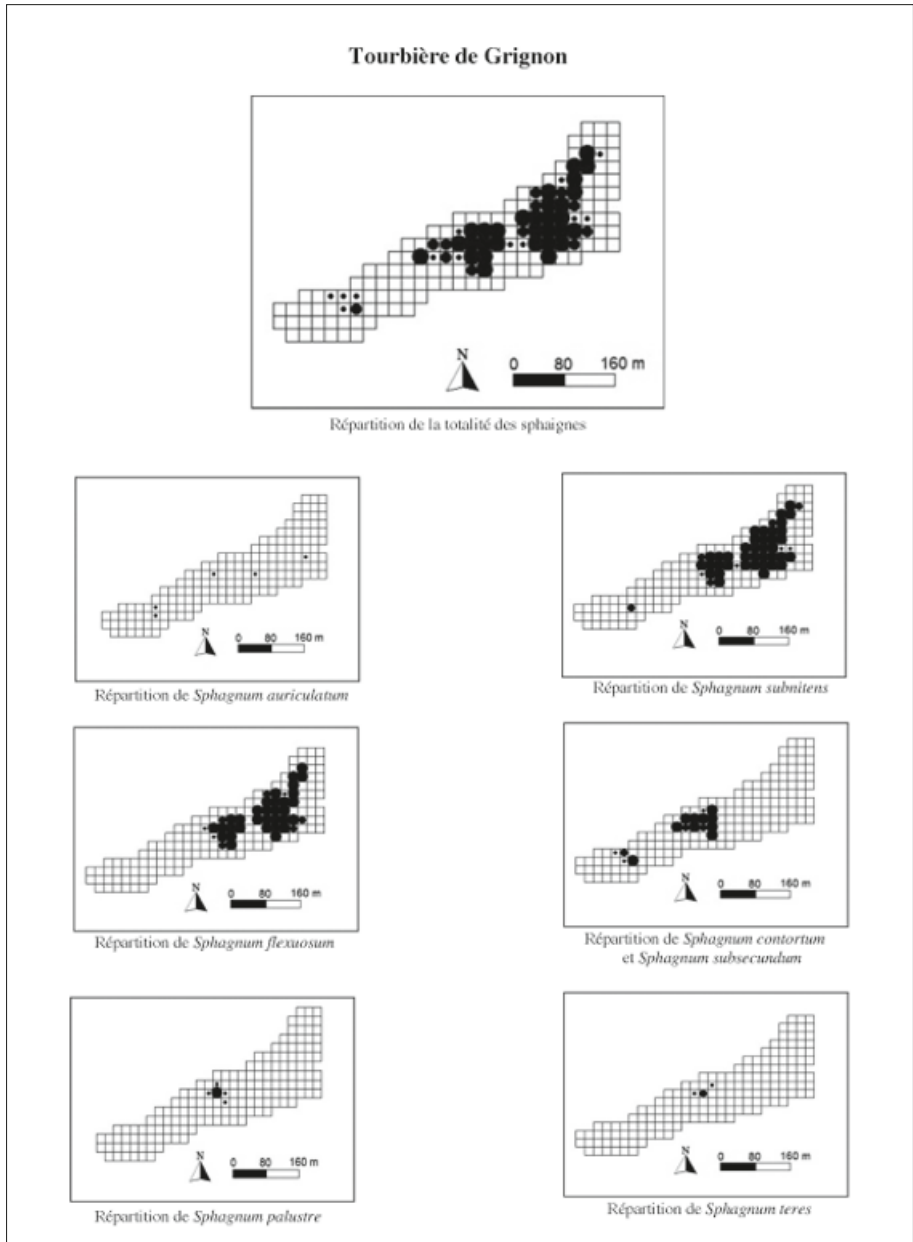 Tourbière de Grignon
N
0 80 160 m
Répartition de la totalité des sphaignes
N
0 80 160 m
Répartition de Sphagnum auriculatum
N
0 80 160 m
Répartition de Sphagnum subnitens
N
0 80 160 m
Répartition de Sphagnum flexuosum
N
0 80 160 m
Répartition de Sphagnum contortum
et Sphagnum subsecundum
N
0 80 160 m
Répartition de Sphagnum palustre
N
0 80 160 m
Répartition de Sphagnum teres